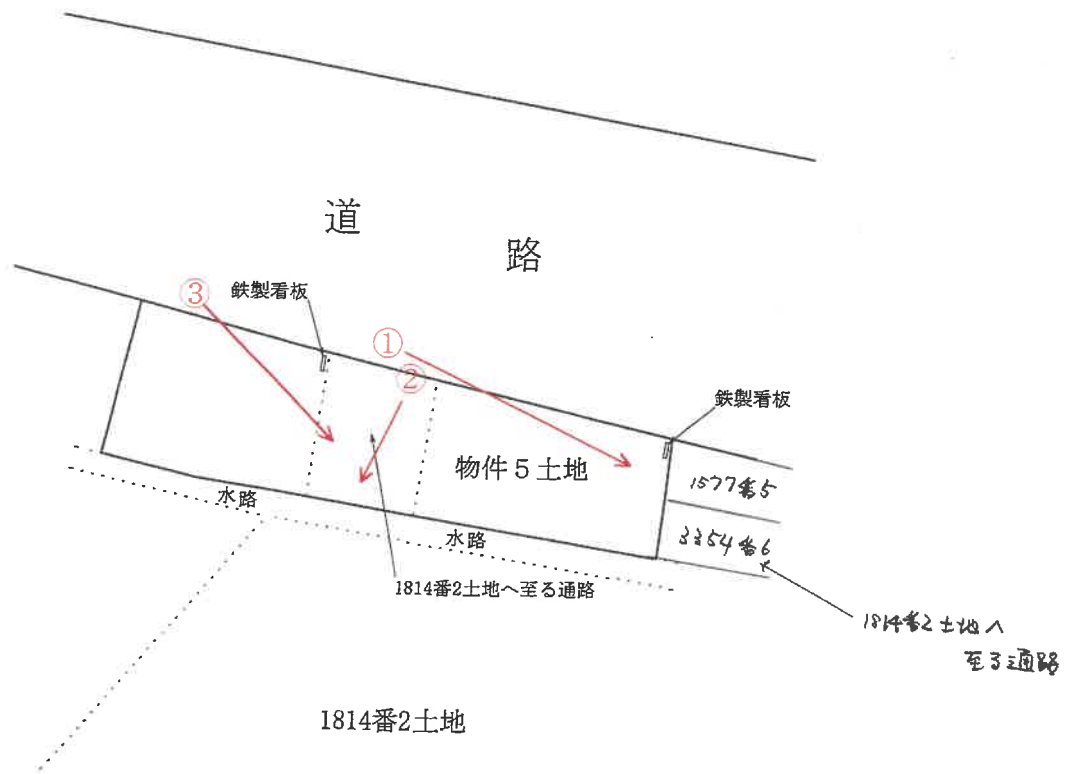 道
路
③
鉄製看板
①
②
鉄製看板
物件5土地
1577番5
3354番6
水路
水路
1814番2土地へ至る通路
1814番2土地へ
至る通路
1814番2土地